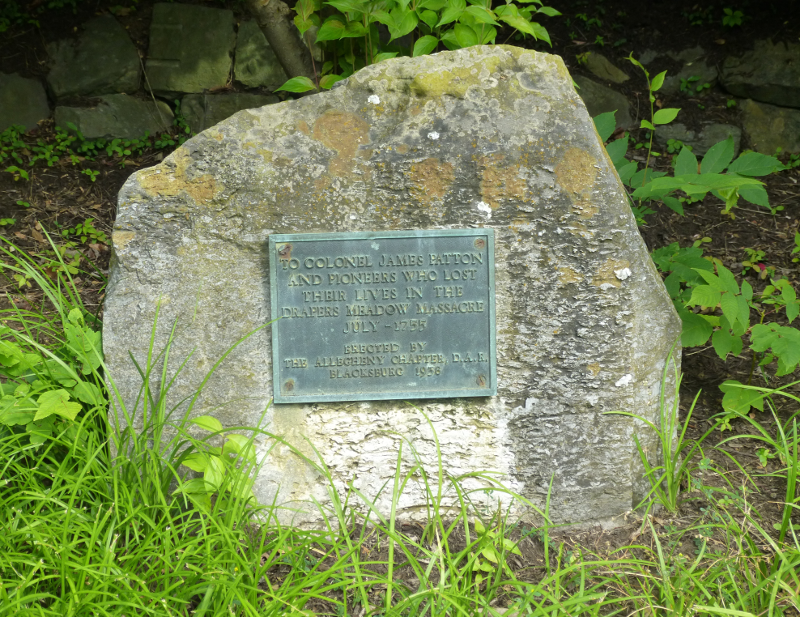 TO COLONEL JAMES PATTON
AND PIONEERS WHO LOST
THEIR LIVES IN THE
DRAPERS MEADOW MASSACRE
JULY - 1755
ERECTED BY
THE ALLEGHENY CHAPTER, D.A.R.
BLACKSBURG 1938